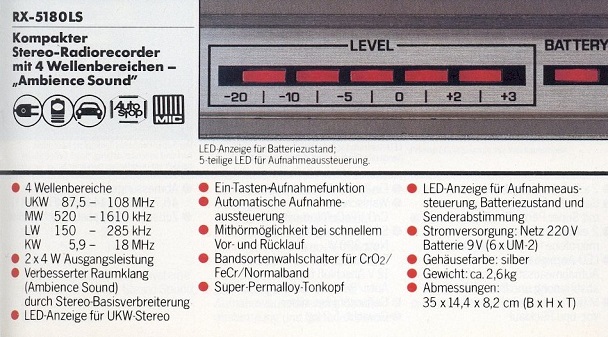 RX-5180LS
Kompakter
Stereo-Radiorecorder
mit 4 Wellenbereichen –
„Ambience Sound"
Auto
stop
MIC
LEVEL
BATTERY
-20 | -10 | -5 | 0 | +2 | +3
LED-Anzeige für Batteriezustand;
5-teilige LED für Aufnahmeaussteuerung.
● 4 Wellenbereiche
UKW 87,5 – 108 MHz
MW 520 – 1610 kHz
LW 150 – 285 kHz
KW 5,9 – 18 MHz
● 2 x 4 W Ausgangsleistung
● Verbesserter Raumklang
(Ambience Sound)
durch Stereo-Basisverbreiterung
● LED-Anzeige für UKW-Stereo
● Ein-Tasten-Aufnahmefunktion
● Automatische Aufnahme-
aussteuerung
● Mithörmöglichkeit bei schnellem
Vor- und Rücklauf
● Bandsortenwahlschalter für CrO2/
FeCr/Normalband
● Super-Permalloy-Tonkopf
● LED-Anzeige für Aufnahmeaus-
steuerung, Batteriezustand und
Senderabstimmung
● Stromversorgung: Netz 220 V
Batterie 9 V (6 x UM-2)
● Gehäusefarbe: silber
● Gewicht: ca. 2,6 kg
● Abmessungen:
35 x 14,4 x 8,2 cm (B x H x T)